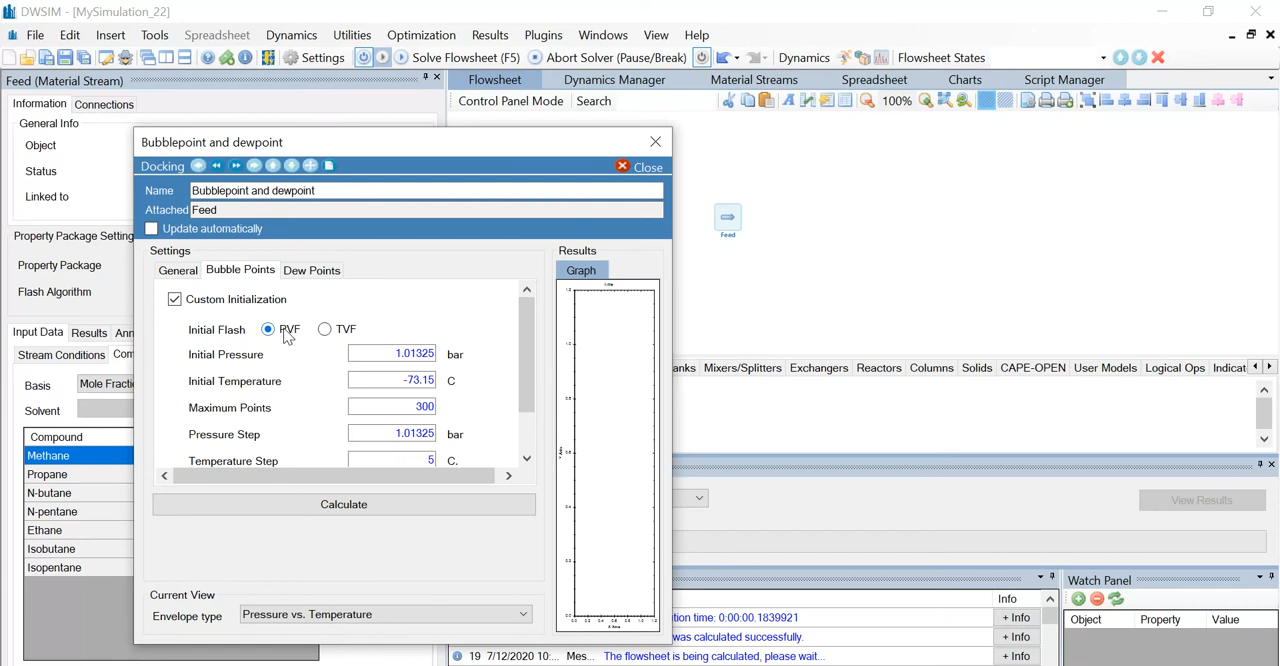 DWSIM - [MySimulation_22]
File Edit Insert Tools Spreadsheet Dynamics Utilities Optimization Results Plugins Windows View Help
Settings Solve Flowsheet (F5) Abort Solver (Pause/Break) Dynamics Flowsheet States
Feed (Material Stream)
Flowsheet Dynamics Manager Material Streams Spreadsheet Charts Script Manager
Information Connections
Control Panel Mode Search 100%
General Info
Object
Status
Linked to
Property Package Setting
Property Package
Flash Algorithm
Input Data Results Ann
Stream Conditions Com
Basis Mole Fractio
Solvent
Compound
Methane
Propane
N-butane
N-pentane
Ethane
Isobutane
Isopentane
Bubblepoint and dewpoint
Docking Close
Name Bubblepoint and dewpoint
Attached Feed
Update automatically
Settings
General Bubble Points Dew Points
Custom Initialization
Initial Flash PVF TVF
Initial Pressure 1.01325 bar
Initial Temperature -73.15 C
Maximum Points 300
Pressure Step 1.01325 bar
Temperature Step 5 C.
Calculate
Current View
Envelope type Pressure vs. Temperature
Results
Graph
Feed
anks Mixers/Splitters Exchangers Reactors Columns Solids CAPE-OPEN User Models Logical Ops Indicat
View Results
Info
tion time: 0:00:00.1839921 + Info
was calculated successfully. + Info
19 7/12/2020 10:... Mes... The flowsheet is being calculated, please wait... + Info
Watch Panel
Object Property Value